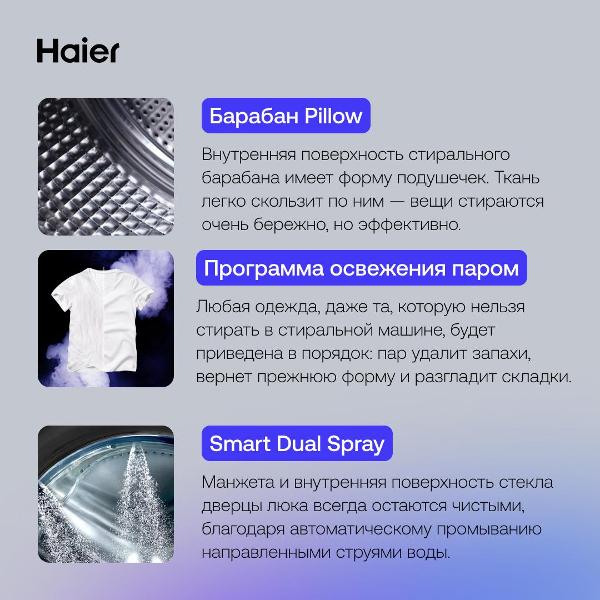 Haier
Барабан Pillow
Внутренняя поверхность стирального
барабана имеет форму подушечек. Ткань
легко скользит по ним — вещи стираются
очень бережно, но эффективно.
Программа освежения паром
Любая одежда, даже та, которую нельзя
стирать в стиральной машине, будет
приведена в порядок: пар удалит запахи,
вернет прежнюю форму и разгладит складки.
Smart Dual Spray
Манжета и внутренняя поверхность стекла
дверцы люка всегда остаются чистыми,
благодаря автоматическому промыванию
направленными струями воды.